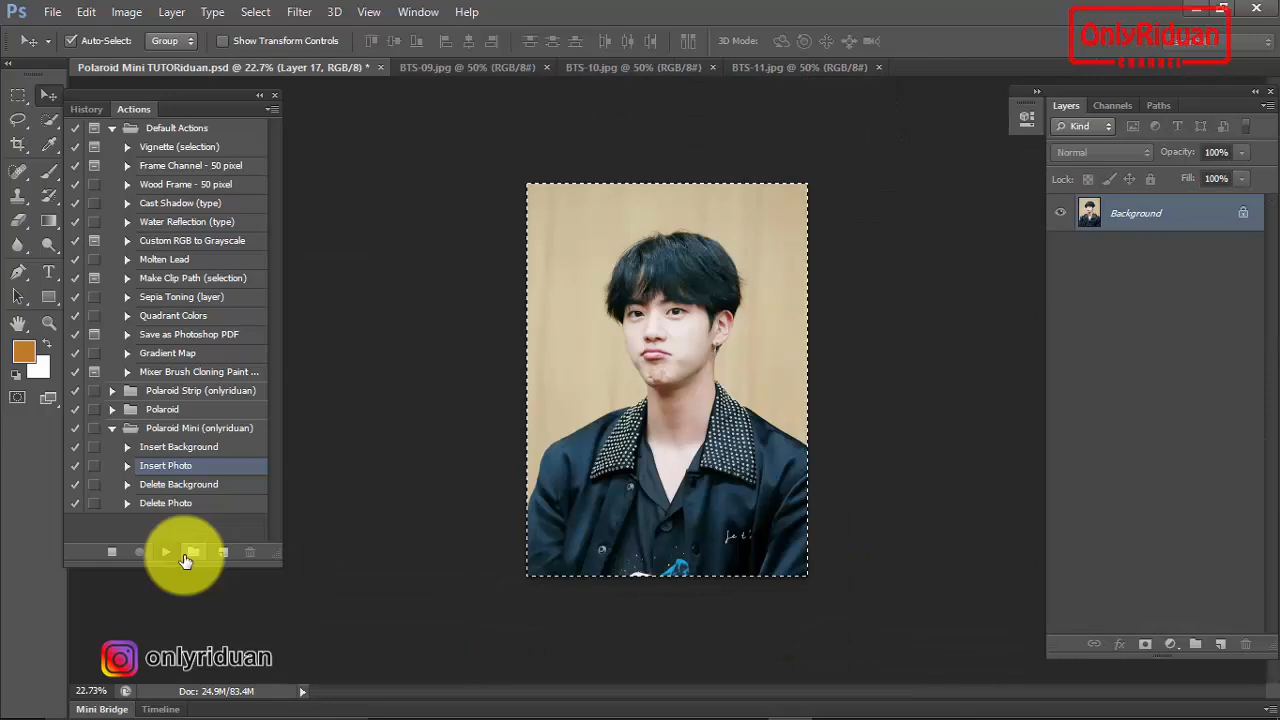 Ps File Edit Image Layer Type Select Filter 3D View Window Help
OnlyRiduan
CHANNEL
Auto-Select: Group Show Transform Controls 3D Mode:
Polaroid Mini TUTORiduan.psd @ 22.7% (Layer 17, RGB/8) * × BTS-09.jpg @ 50% (RGB/8#) × BTS-10.jpg @ 50% (RGB/8#) × BTS-11.jpg @ 50% (RGB/8#) ×
History Actions
Default Actions
Vignette (selection)
Frame Channel - 50 pixel
Wood Frame - 50 pixel
Cast Shadow (type)
Water Reflection (type)
Custom RGB to Grayscale
Molten Lead
Make Clip Path (selection)
Sepia Toning (layer)
Quadrant Colors
Save as Photoshop PDF
Gradient Map
Mixer Brush Cloning Paint ...
Polaroid Strip (onlyriduan)
Polaroid
Polaroid Mini (onlyriduan)
Insert Background
Insert Photo
Delete Background
Delete Photo
Layers Channels Paths
Kind
Normal Opacity: 100%
Lock: Fill: 100%
Background
onlyriduan
22.73% Doc: 24.9M/83.4M
Mini Bridge Timeline